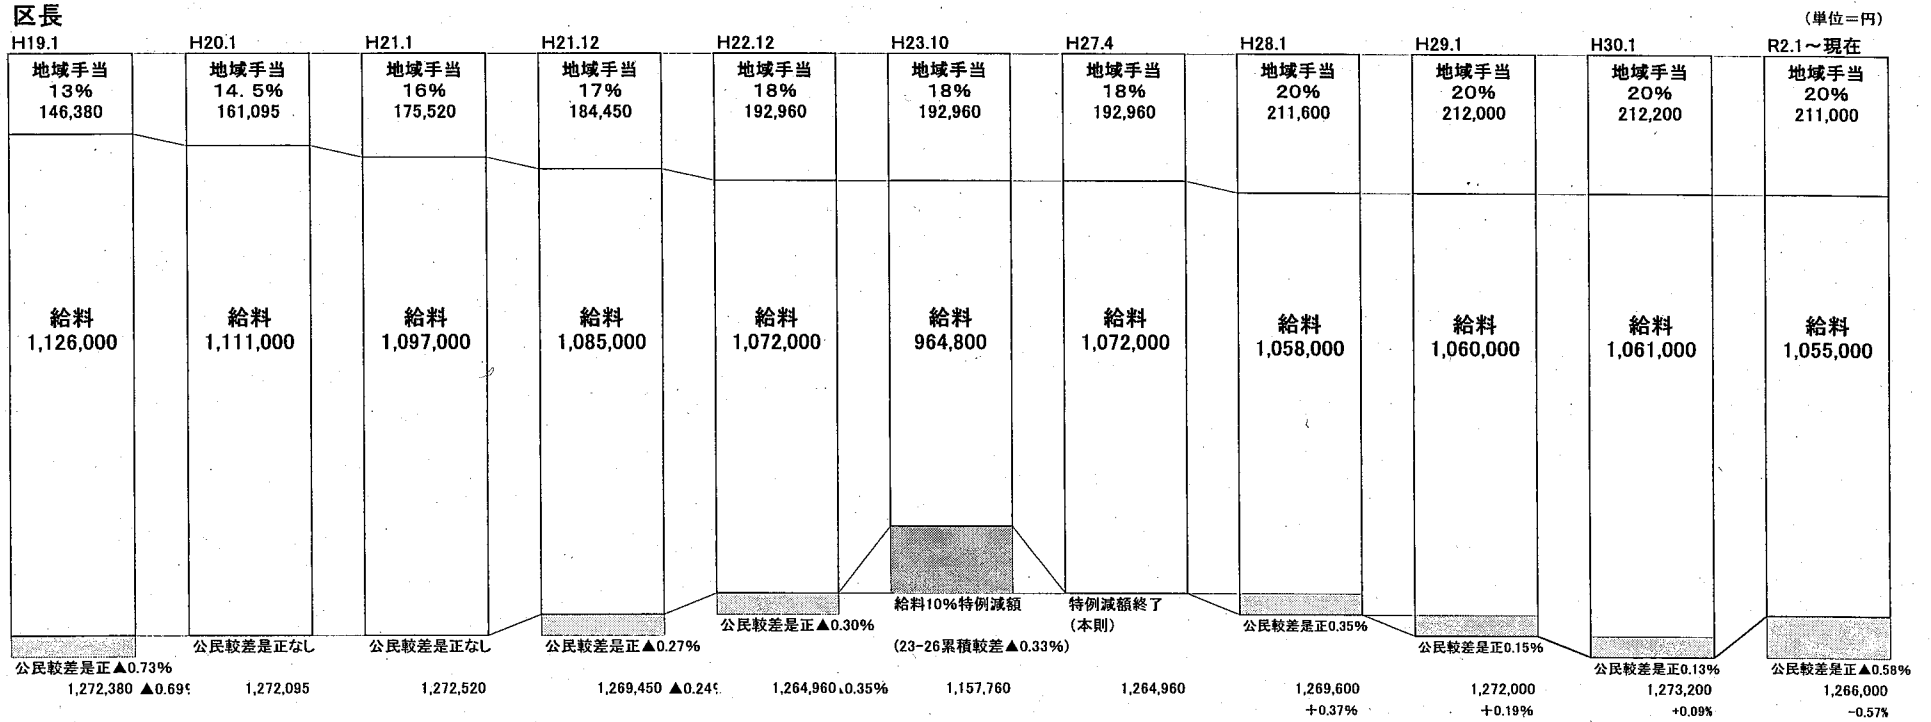 区長
（単位＝円）
H19.1 H20.1 H21.1 H21.12 H22.12 H23.10 H27.4 H28.1 H29.1 H30.1 R2.1～現在
地域手当 地域手当 地域手当 地域手当 地域手当 地域手当 地域手当 地域手当 地域手当 地域手当 地域手当
13% 14.5% 16% 17% 18% 18% 18% 20% 20% 20% 20%
146,380 161,095 175,520 184,450 192,960 192,960 192,960 211,600 212,000 212,200 211,000
給料 給料 給料 給料 給料 給料 給料 給料 給料 給料 給料
1,126,000 1,111,000 1,097,000 1,085,000 1,072,000 964,800 1,072,000 1,058,000 1,060,000 1,061,000 1,055,000
給料10%特例減額 特例減額終了
公民較差是正▲0.30% （本則） 公民較差是正0.35%
公民較差是正なし 公民較差是正なし 公民較差是正▲0.27% (23-26累積較差▲0.33%) 公民較差是正0.15%
公民較差是正▲0.73% 公民較差是正0.13% 公民較差是正▲0.58%
1,272,380 ▲0.69% 1,272,095 1,272,520 1,269,450 ▲0.24% 1,264,960 0.35% 1,157,760 1,264,960 1,269,600 1,272,000 1,273,200 1,266,000
+0.37% +0.19% +0.09% -0.57%